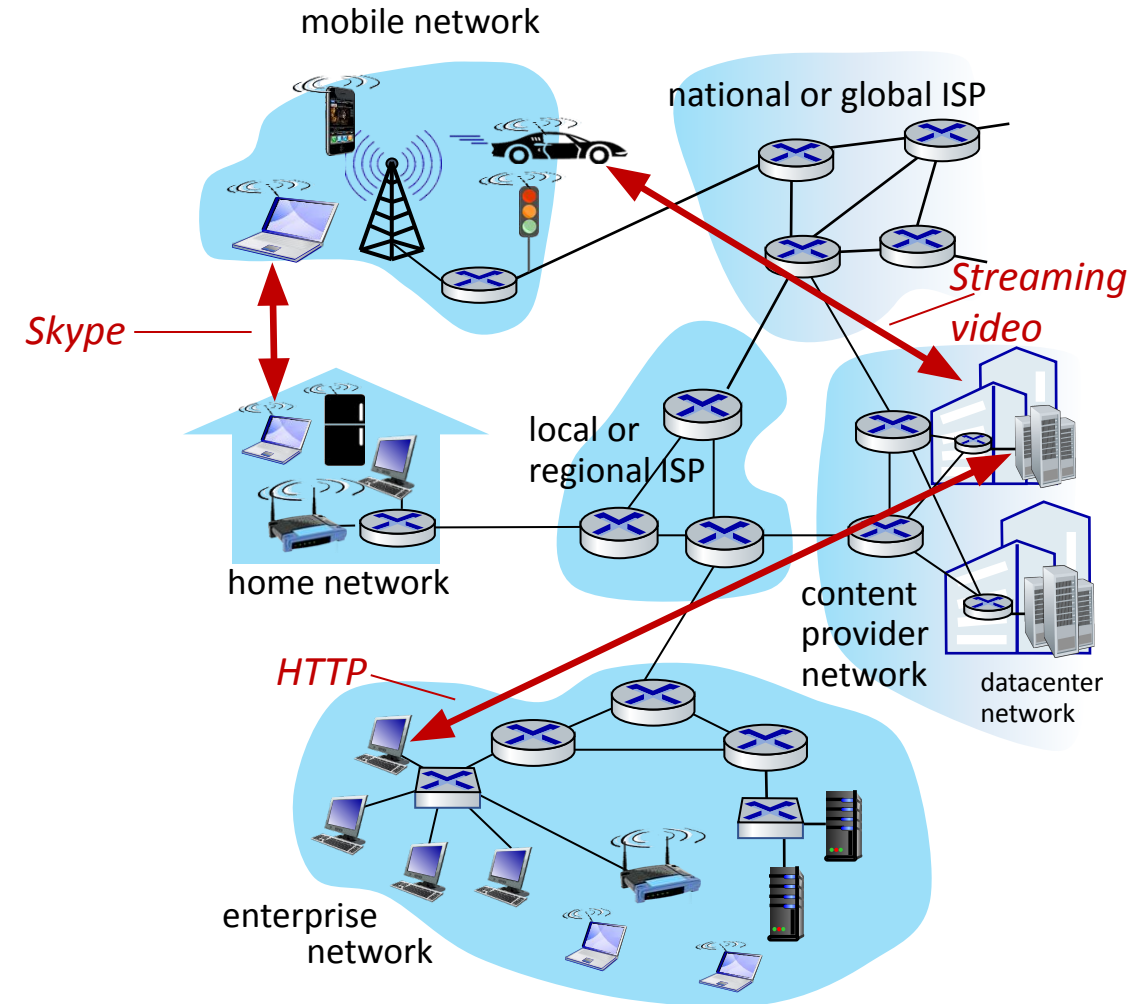 mobile network
national or global ISP
Streaming
video
Skype
local or
regional ISP
home network
content
provider
network
datacenter
network
HTTP
enterprise
network